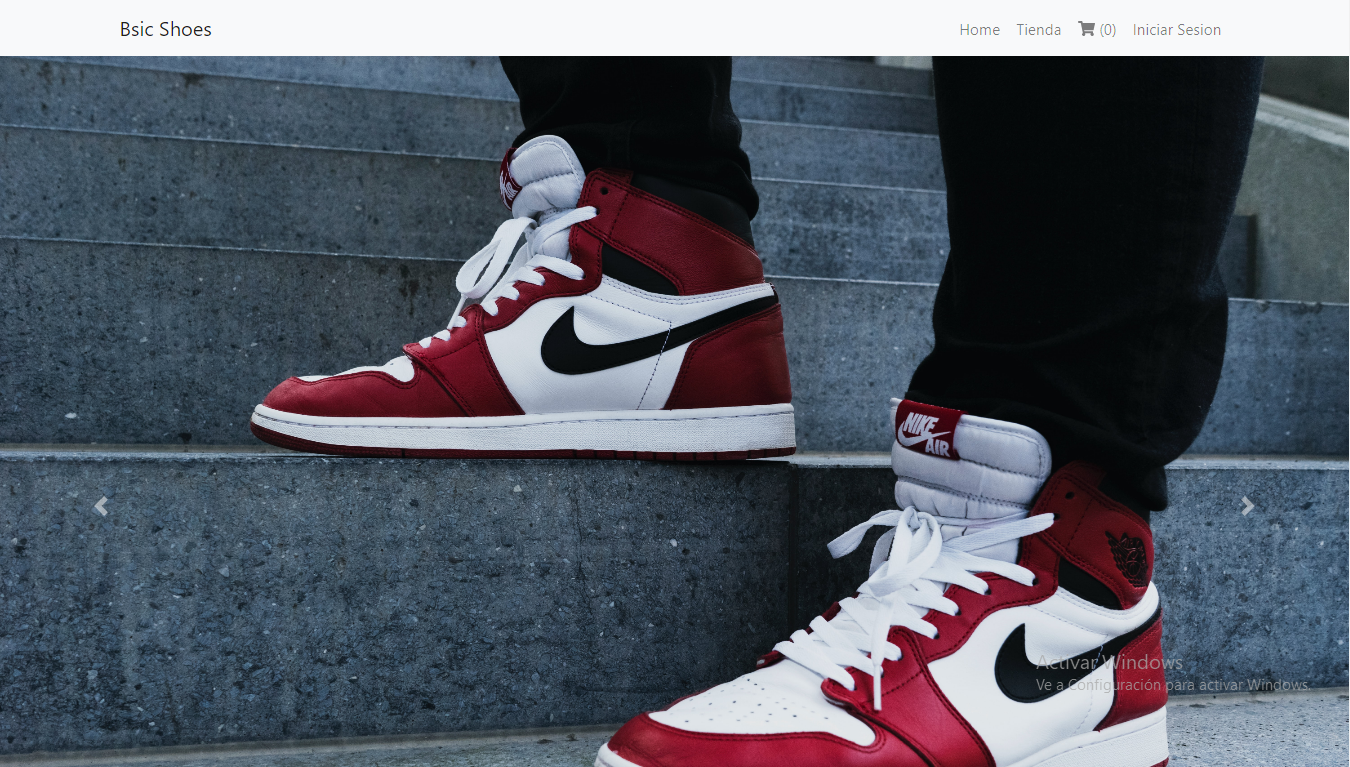 Bsic Shoes
Home Tienda (0) Iniciar Sesion
NIKE
AIR
Activar Windows
Ve a Configuración para activar Windows.